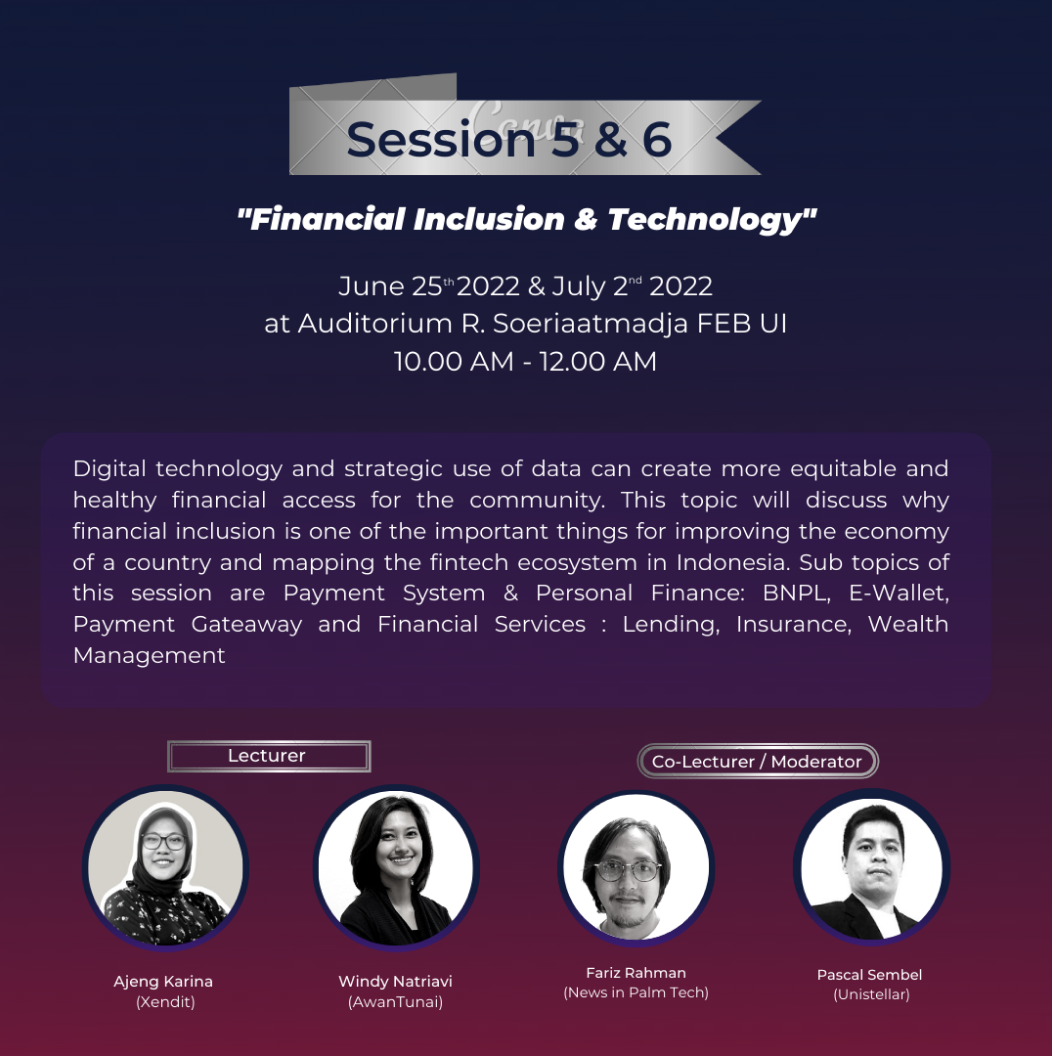 Canva
Session 5 & 6
"Financial Inclusion & Technology"
June 25th 2022 & July 2nd 2022
at Auditorium R. Soeriaatmadja FEB UI
10.00 AM - 12.00 AM
Digital technology and strategic use of data can create more equitable and
healthy financial access for the community. This topic will discuss why
financial inclusion is one of the important things for improving the economy
of a country and mapping the fintech ecosystem in Indonesia. Sub topics of
this session are Payment System & Personal Finance: BNPL, E-Wallet,
Payment Gateaway and Financial Services : Lending, Insurance, Wealth
Management
Lecturer
Co-Lecturer / Moderator
Ajeng Karina
(Xendit)
Windy Natriavi
(AwanTunai)
Fariz Rahman
(News in Palm Tech)
Pascal Sembel
(Unistellar)